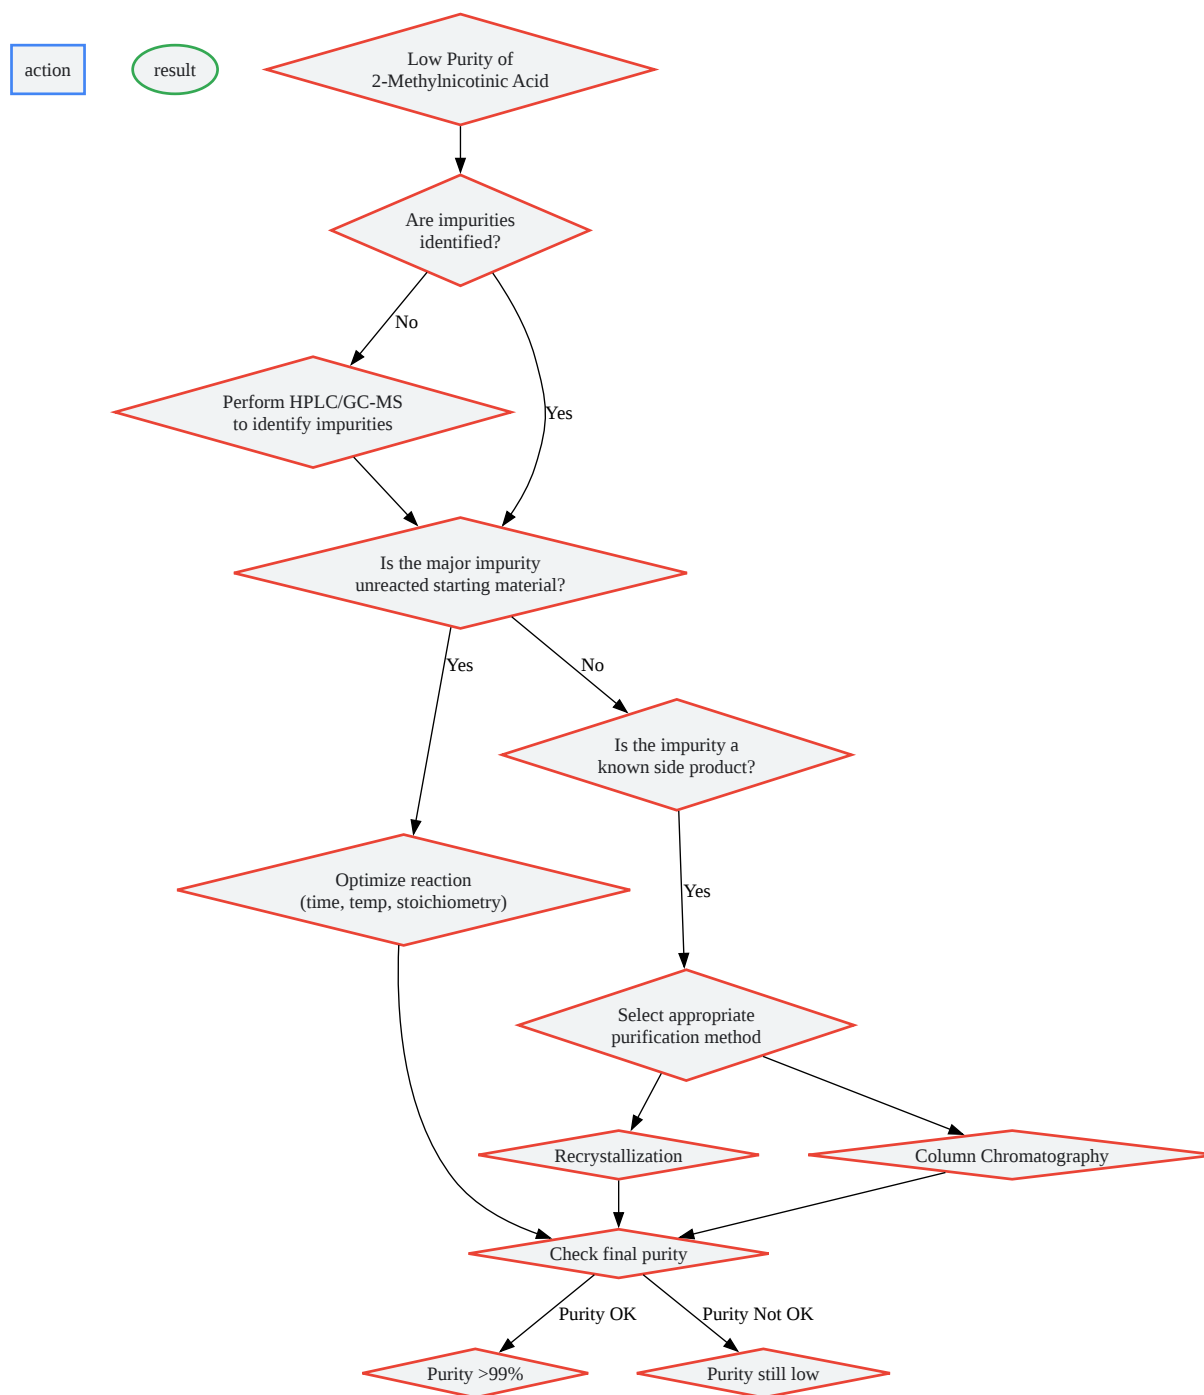 action
result
Low Purity of
2-Methylnicotinic Acid
Are impurities
identified?
No
Yes
Perform HPLC/GC-MS
to identify impurities
Is the major impurity
unreacted starting material?
Yes
No
Is the impurity a
known side product?
Optimize reaction
(time, temp, stoichiometry)
Yes
Select appropriate
purification method
Recrystallization
Column Chromatography
Check final purity
Purity OK
Purity Not OK
Purity >99%
Purity still low